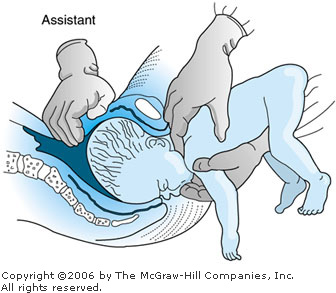 Assistant
Copyright ©2006 by The McGraw-Hill Companies, Inc.
All rights reserved.